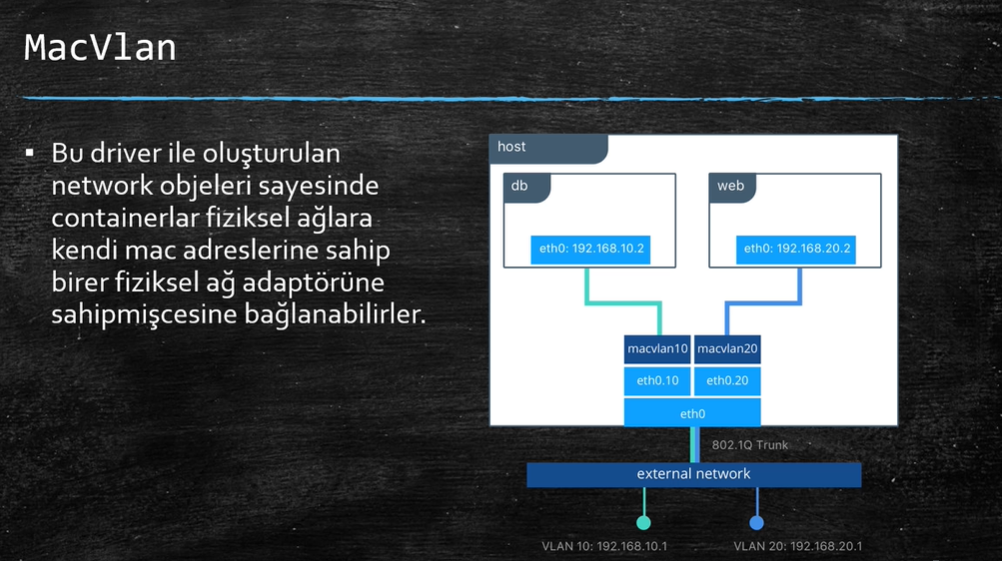 MacVlan
▪ Bu driver ile oluşturulan
network objeleri sayesinde
containerlar fiziksel ağlara
kendi mac adreslerine sahip
birer fiziksel ağ adaptörüne
sahipmişcesine bağlanabilirler.
host
db
web
eth0: 192.168.10.2
eth0: 192.168.20.2
macvlan10
macvlan20
eth0.10
eth0.20
eth0
802.1Q Trunk
external network
VLAN 10: 192.168.10.1
VLAN 20: 192.168.20.1